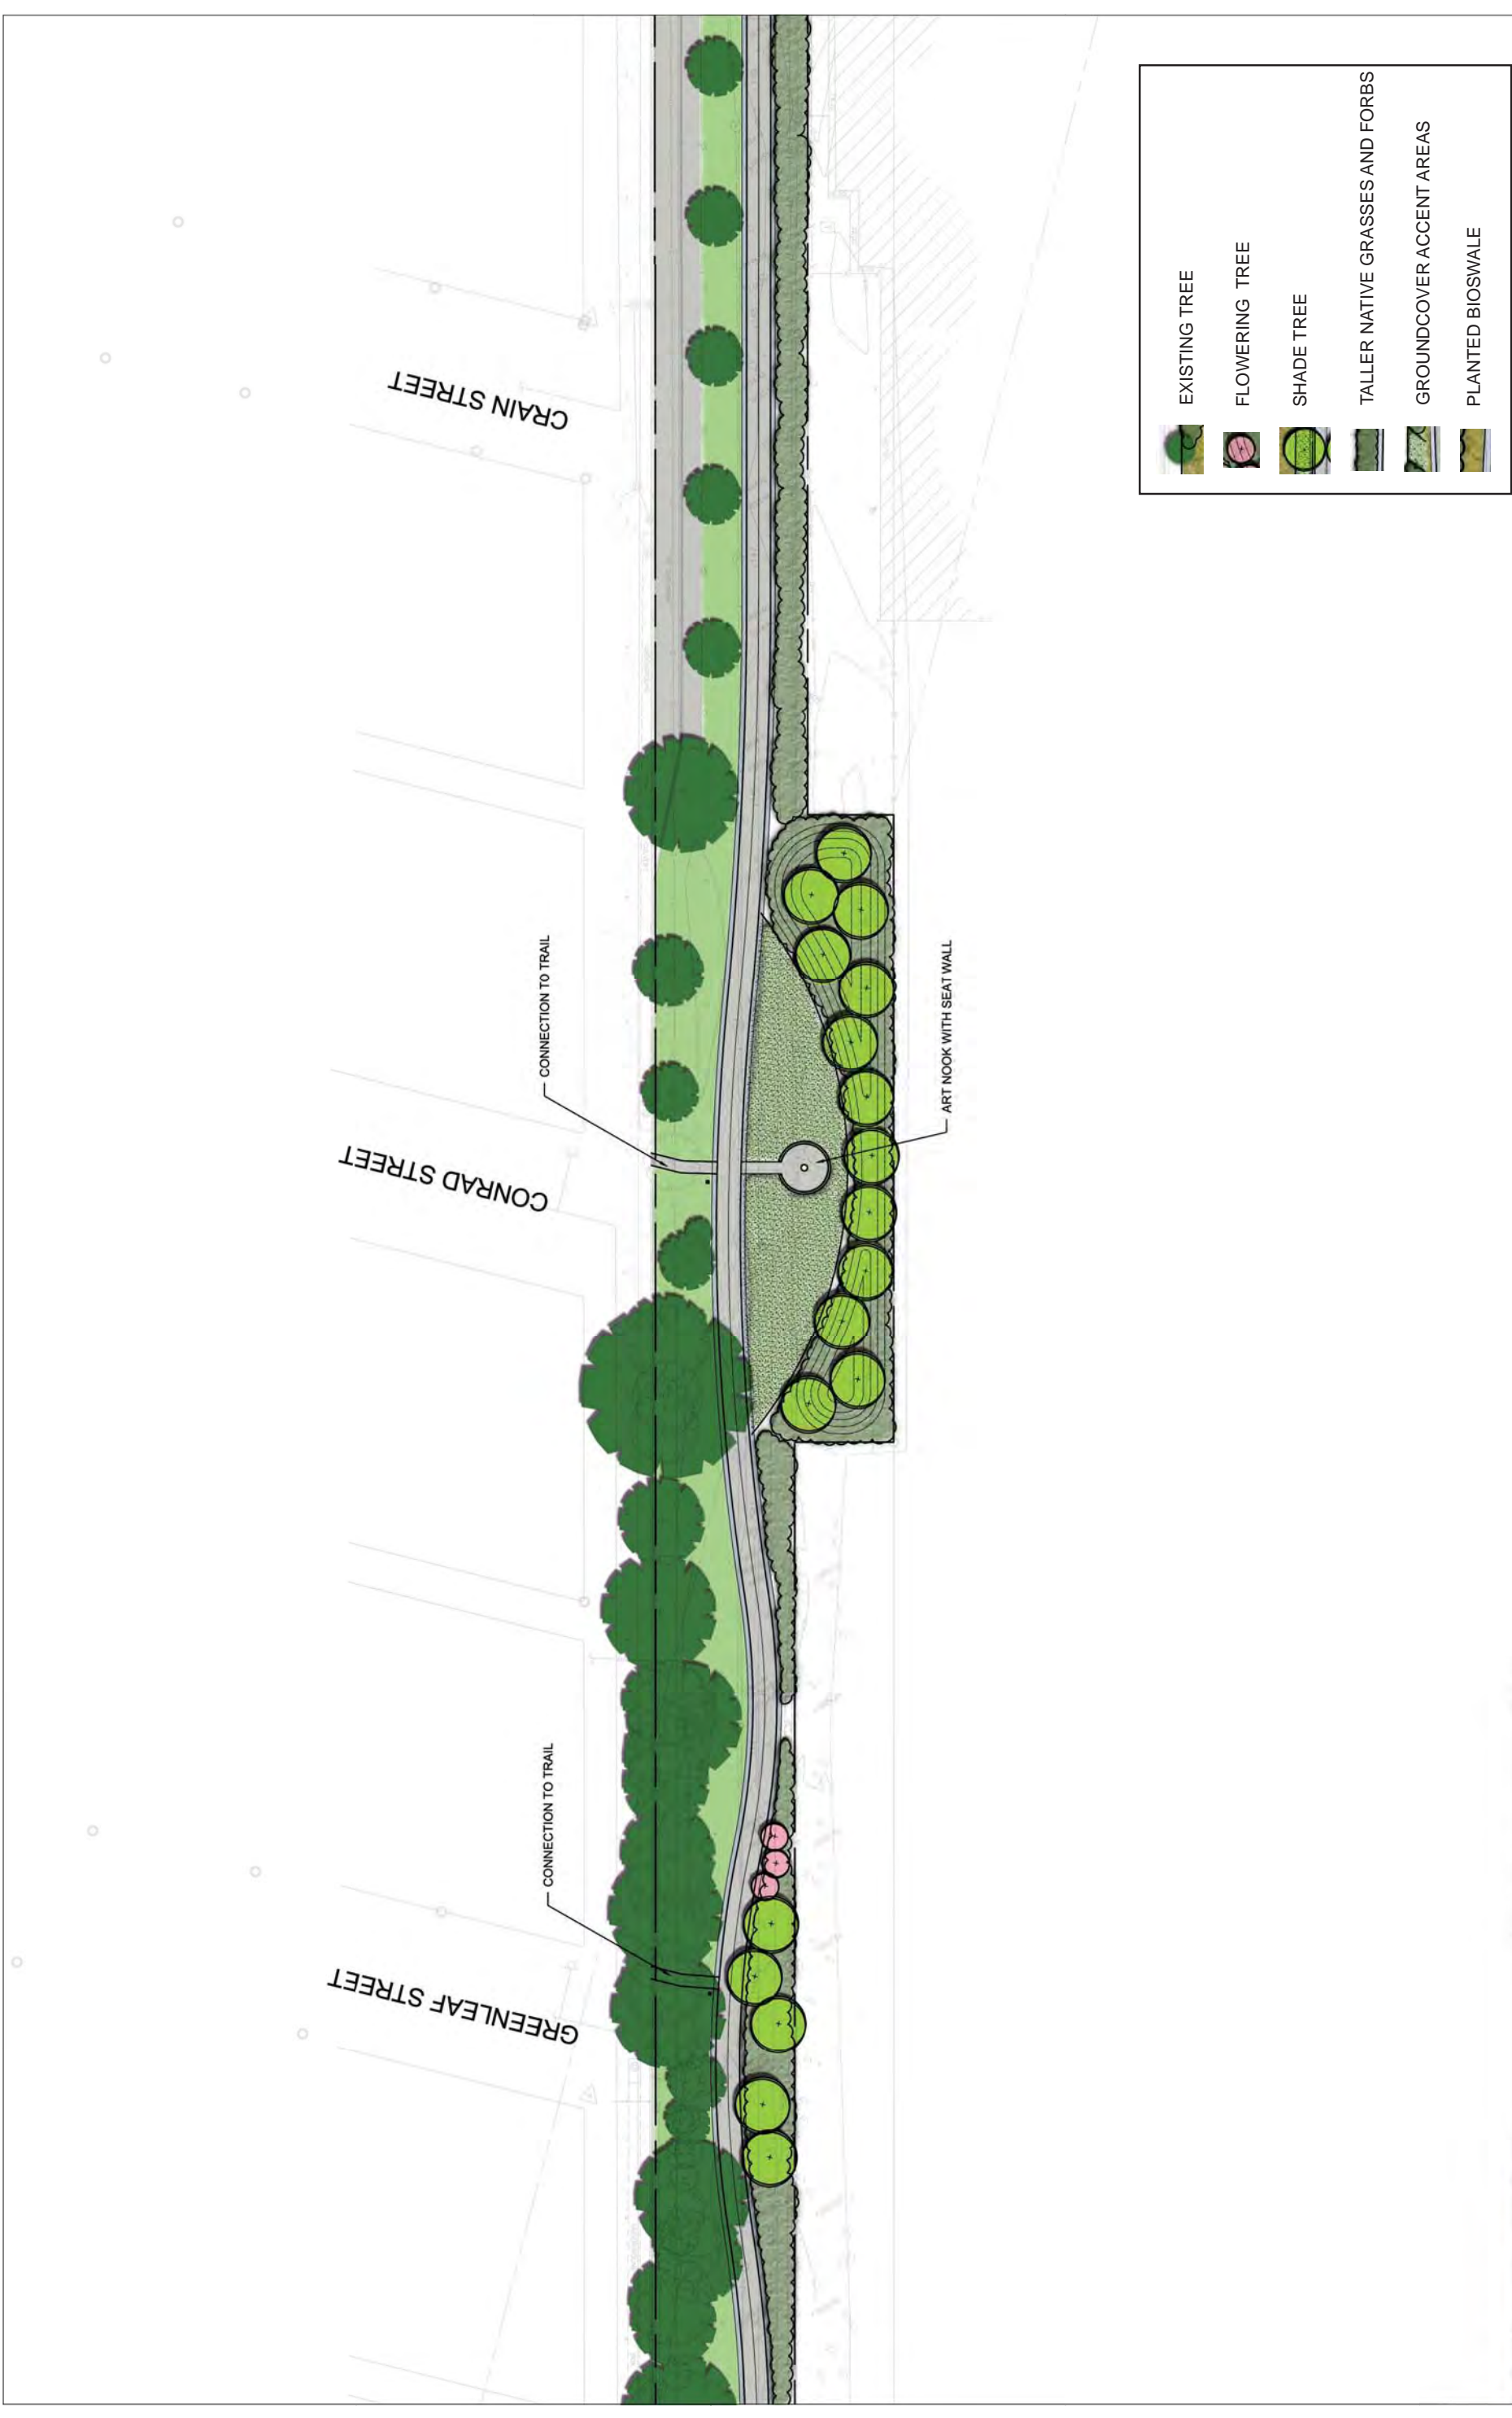 GREENLEAF STREET
CONNECTION TO TRAIL
CONRAD STREET
CONNECTION TO TRAIL
ART NOOK WITH SEAT WALL
CRAIN STREET
EXISTING TREE
FLOWERING TREE
SHADE TREE
TALLER NATIVE GRASSES AND FORBS
GROUNDCOVER ACCENT AREAS
PLANTED BIOSWALE